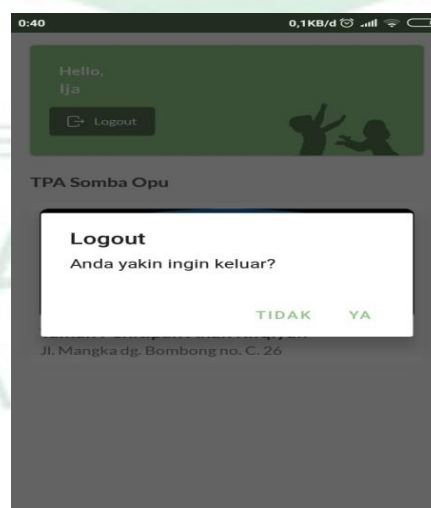 0:40 0,1KB/d
Hello,
Ija
Logout
TPA Somba Opu
Logout
Anda yakin ingin keluar?
TIDAK YA
Jl. Mangka dg. Bombong no. C. 26